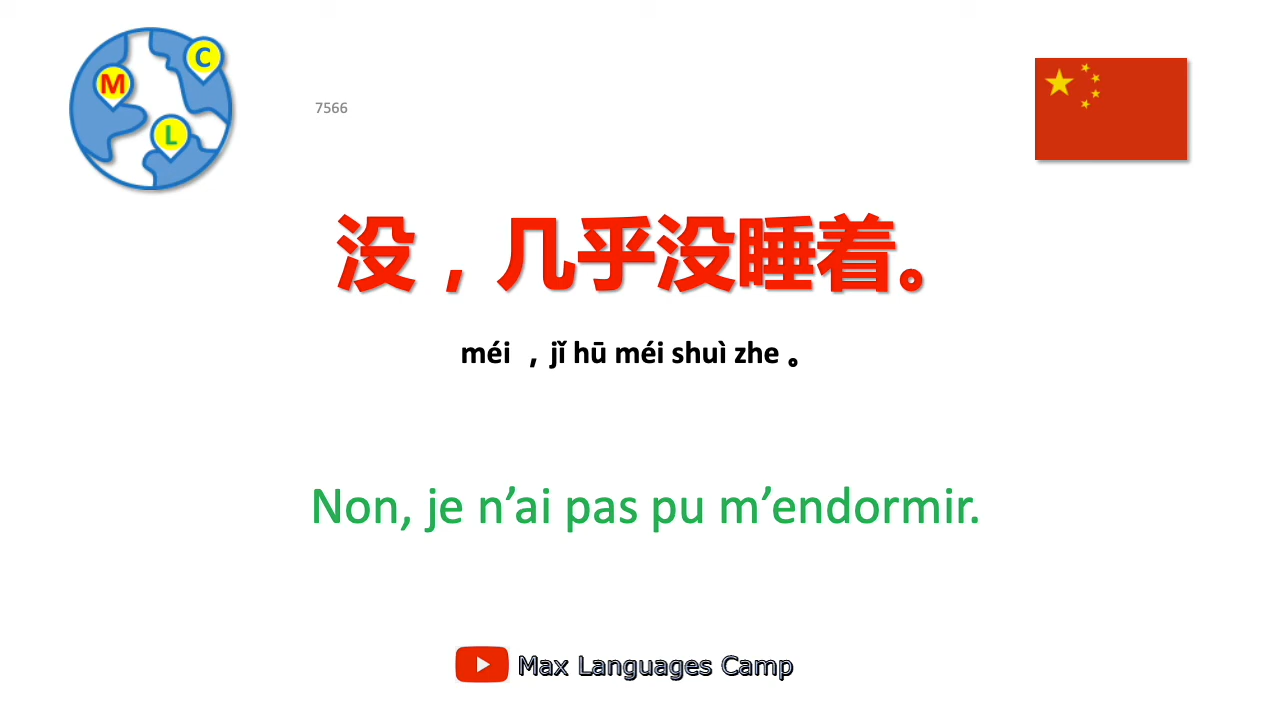 C
M
L
7566
没，几乎没睡着。
méi ，jǐ hū méi shuì zhe 。
Non, je n’ai pas pu m’endormir.
Max Languages Camp